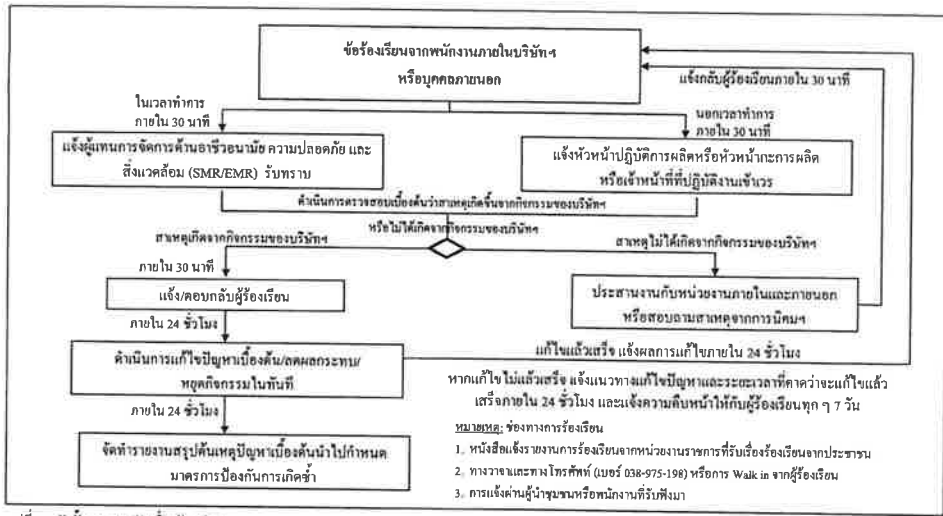 ข้อร้องเรียนจากพนักงานภายในบริษัทฯ
หรือบุคคลภายนอก
แจ้งกลับผู้ร้องเรียนภายใน 30 นาที
ในเวลาทำการ
ภายใน 30 นาที
นอกเวลาทำการ
ภายใน 30 นาที
แจ้งผู้แทนการจัดการด้านอาชีวอนามัย ความปลอดภัย และ
สิ่งแวดล้อม (SMR/EMR) รับทราบ
แจ้งหัวหน้าปฏิบัติการผลิตหรือหัวหน้ากะการผลิต
หรือเจ้าหน้าที่ที่ปฏิบัติงานเข้าเวร
ดำเนินการตรวจสอบเบื้องต้นว่าสาเหตุเกิดขึ้นจากกิจกรรมของบริษัทฯ
หรือไม่ได้เกิดจากกิจกรรมของบริษัทฯ
สาเหตุเกิดจากกิจกรรมของบริษัทฯ
สาเหตุไม่ได้เกิดจากกิจกรรมของบริษัทฯ
ภายใน 30 นาที
แจ้ง/ตอบกลับผู้ร้องเรียน
ประสานงานกับหน่วยงานภายในและภายนอก
หรือสอบถามสาเหตุจากการนิคมฯ
ภายใน 24 ชั่วโมง
แก้ไขแล้วเสร็จ แจ้งผลการแก้ไขภายใน 24 ชั่วโมง
ดำเนินการแก้ไขปัญหาเบื้องต้น/ลดผลกระทบ/
หยุดกิจกรรมในทันที
หากแก้ไขไม่แล้วเสร็จ แจ้งแนวทางแก้ไขปัญหาและระยะเวลาที่คาดว่าจะแก้ไขแล้ว
เสร็จภายใน 24 ชั่วโมง และแจ้งความคืบหน้าให้กับผู้ร้องเรียนทุก ๆ 7 วัน
ภายใน 24 ชั่วโมง
จัดทำรายงานสรุปต้นเหตุปัญหาเบื้องต้นนำไปกำหนด
มาตรการป้องกันการเกิดซ้ำ
หมายเหตุ: ช่องทางการร้องเรียน
1. หนังสือแจ้งรายงานการร้องเรียนจากหน่วยงานราชการที่รับเรื่องร้องเรียนจากประชาชน
2. ทางวาจาและทางโทรศัพท์ (เบอร์ 038-975-198) หรือการ Walk in จากผู้ร้องเรียน
3. การแจ้งผ่านผู้นำชุมชนหรือพนักงานที่รับฟังมา